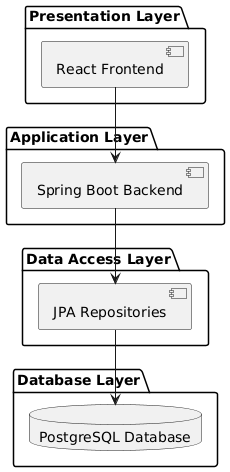 Presentation Layer
React Frontend
Application Layer
Spring Boot Backend
Data Access Layer
JPA Repositories
Database Layer
PostgreSQL Database